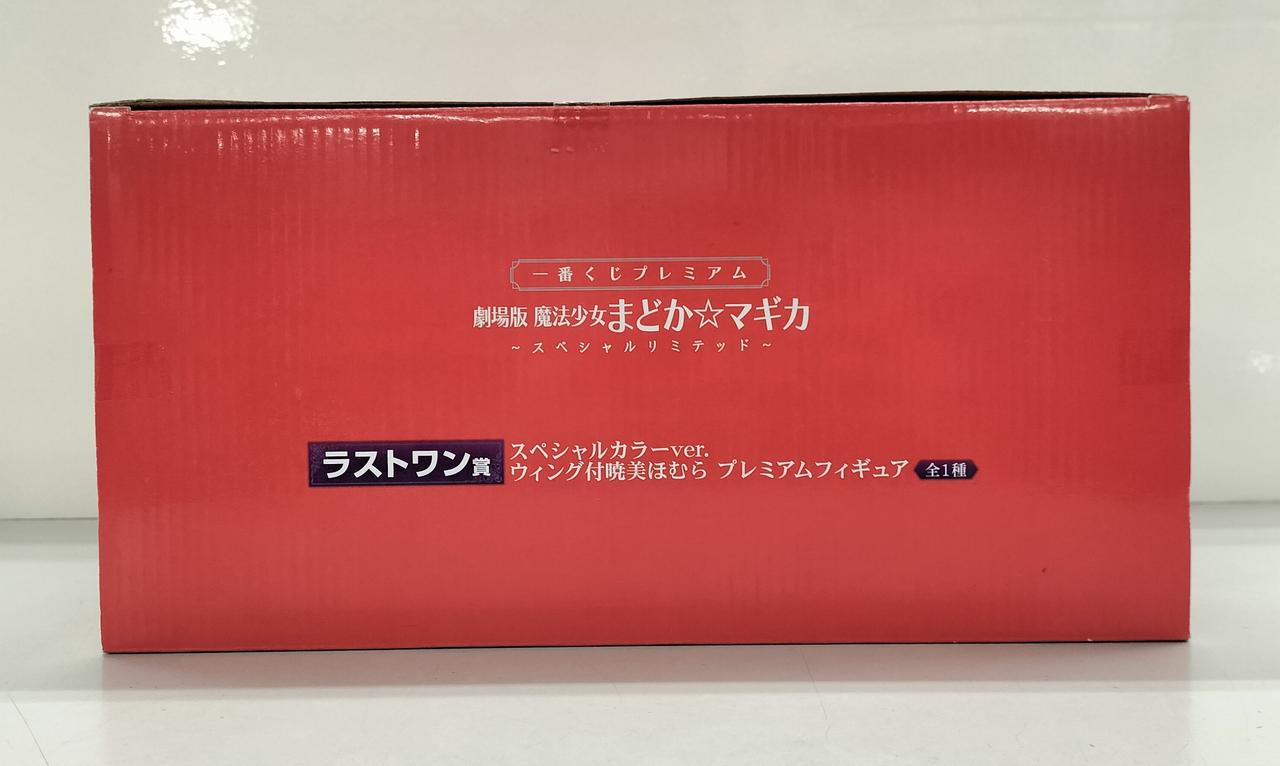 一番くじプレミアム
劇場版 魔法少女まどか☆マギカ
~スペシャルリミテッド~
ラストワン賞 スペシャルカラーver.
ウィング付暁美ほむら プレミアムフィギュア 全1種